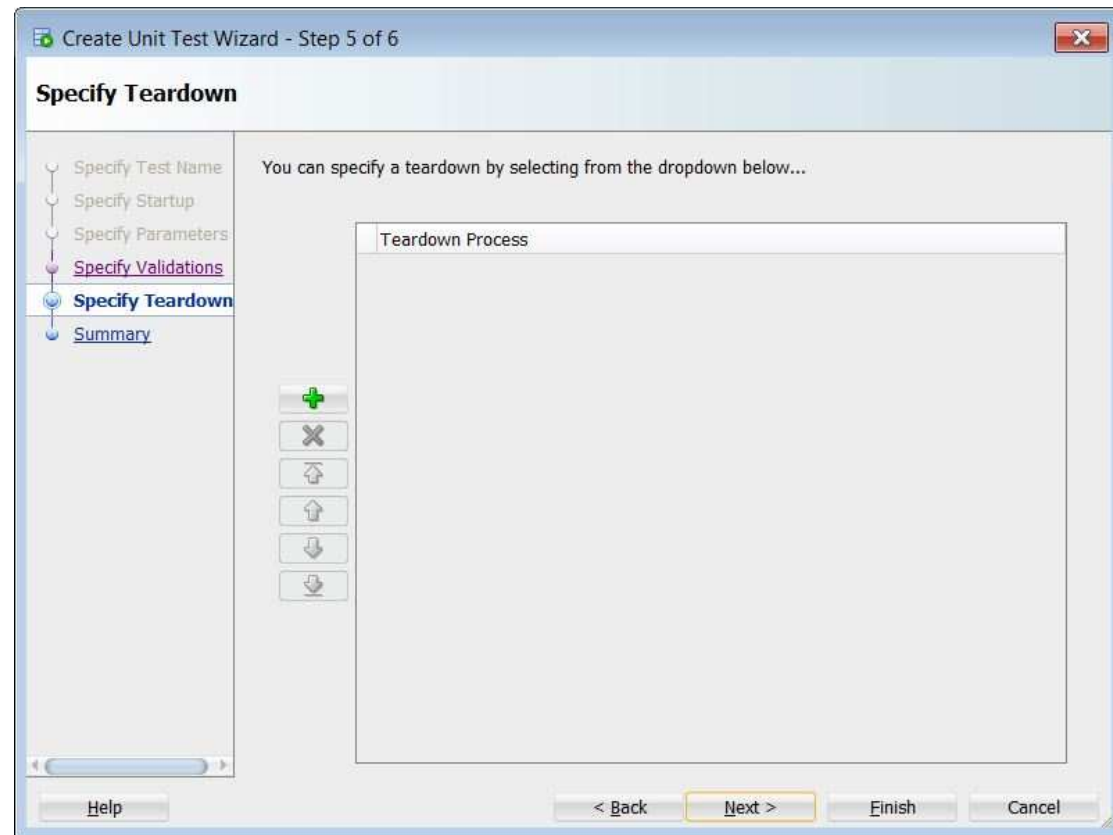 Create Unit Test Wizard - Step 5 of 6
Specify Teardown
Specify Test Name
Specify Startup
Specify Parameters
Specify Validations
Specify Teardown
Summary
You can specify a teardown by selecting from the dropdown below...
Teardown Process
Help
< Back
Next >
Finish
Cancel